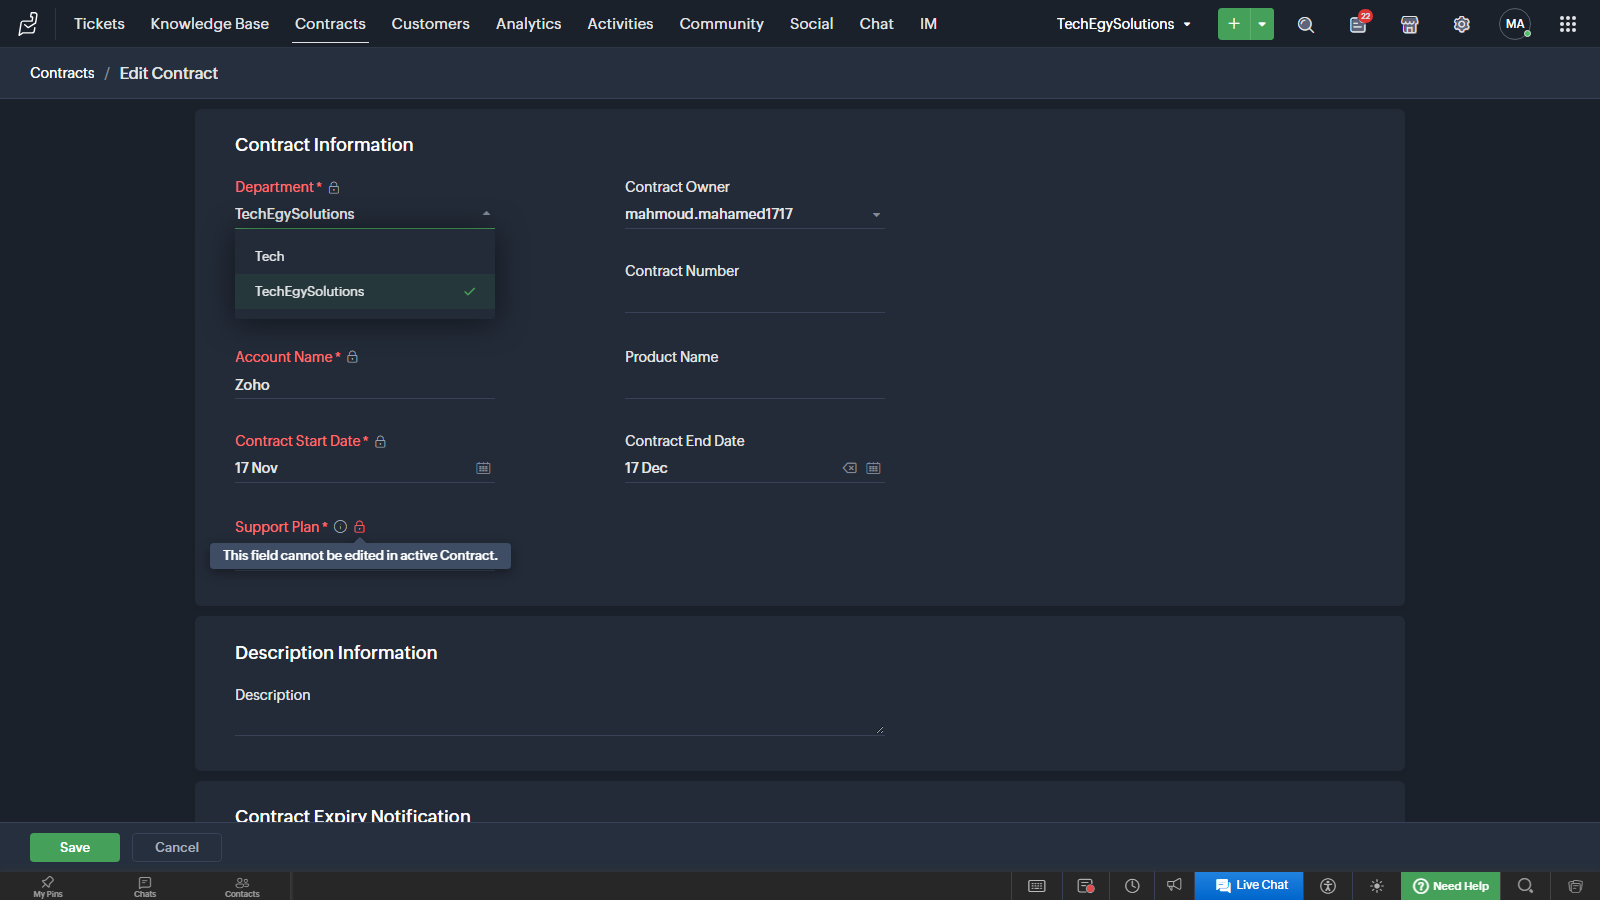 Tickets Knowledge Base Contracts Customers Analytics Activities Community Social Chat IM TechEgySolutions 22 MA
Contracts / Edit Contract
Contract Information
Department *
TechEgySolutions
Tech
TechEgySolutions
Contract Owner
mahmoud.mahamed1717
Contract Number
Account Name *
Zoho
Product Name
Contract Start Date *
17 Nov
Contract End Date
17 Dec
Support Plan *
This field cannot be edited in active Contract.
Description Information
Description
Contract Expiry Notification
Save Cancel
My Pins Chats Contacts Live Chat Need Help